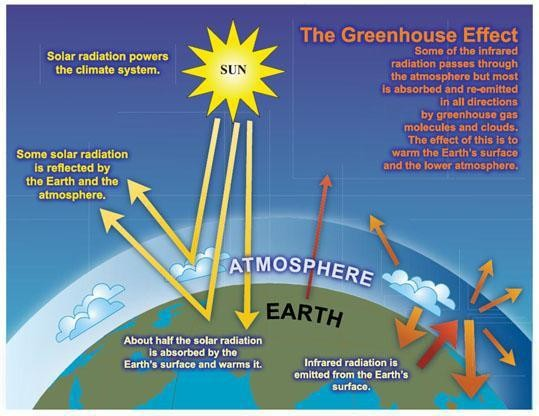 The Greenhouse Effect
Some of the infrared
radiation passes through
the atmosphere but most
is absorbed and re-emitted
in all directions
by greenhouse gas
molecules and clouds.
The effect of this is to
warm the Earth's surface
and the lower atmosphere.
Solar radiation powers
the climate system.
SUN
Some solar radiation
is reflected by
the Earth and the
atmosphere.
ATMOSPHERE
EARTH
About half the solar radiation
is absorbed by the
Earth's surface and warms it.
Infrared radiation is
emitted from the Earth's
surface.